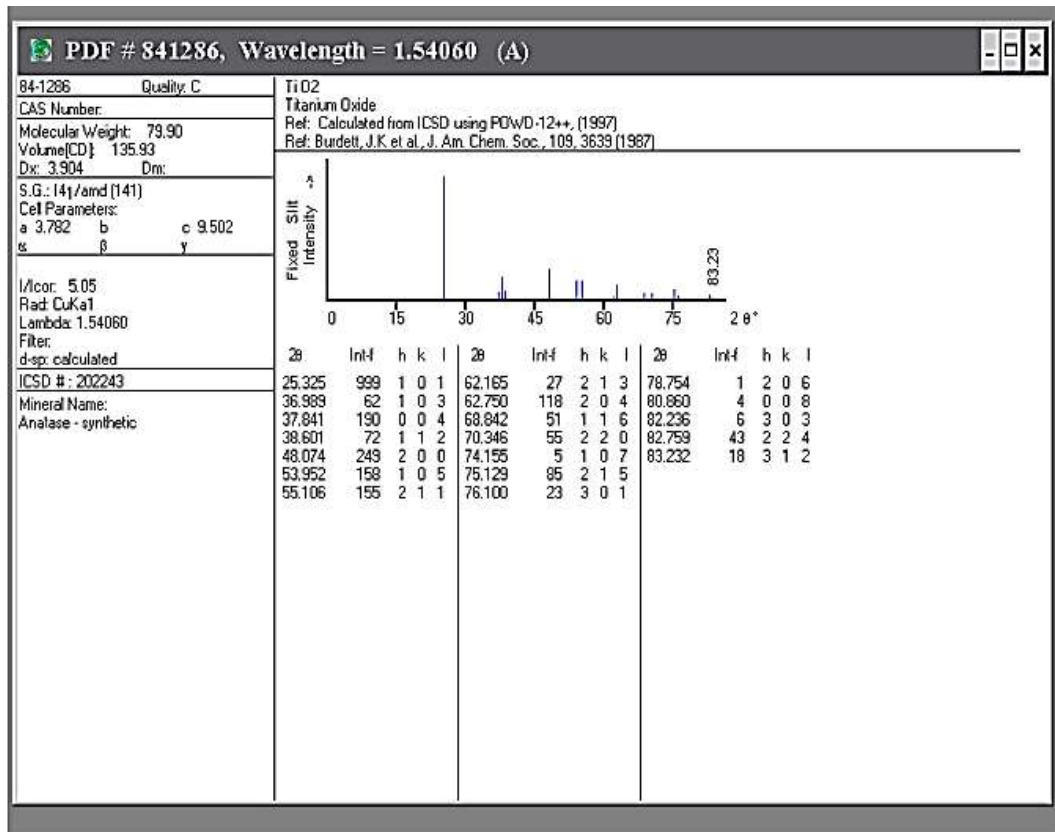 PDF # 841286, Wavelength = 1.54060 (A)
84-1286 Quality: C
CAS Number:
Molecular Weight: 79.90
Volume[CD]: 135.93
Dx: 3.904 Dm:
S.G.: I41/amd (141)
Cell Parameters:
a 3.782 b c 9.502
α β γ
I/Icor: 5.05
Rad: CuKa1
Lambda: 1.54060
Filter:
d-sp: calculated
ICSD # : 202243
Mineral Name:
Anatase - synthetic
Ti O2
Titanium Oxide
Ref: Calculated from ICSD using POWD-12++, (1997)
Ref: Burdett, J.K et al., J. Am. Chem. Soc., 109, 3639 (1987)
Fixed Slit
Intensity ->
83.23
0 15 30 45 60 75 2 θ°
2θ Int-f h k l 2θ Int-f h k l 2θ Int-f h k l
25.325 999 1 0 1 62.165 27 2 1 3 78.754 1 2 0 6
36.989 62 1 0 3 62.750 118 2 0 4 80.860 4 0 0 8
37.841 190 0 0 4 68.842 51 1 1 6 82.236 6 3 0 3
38.601 72 1 1 2 70.346 55 2 2 0 82.759 43 2 2 4
48.074 249 2 0 0 74.155 5 1 0 7 83.232 18 3 1 2
53.952 158 1 0 5 75.129 85 2 1 5
55.106 155 2 1 1 76.100 23 3 0 1